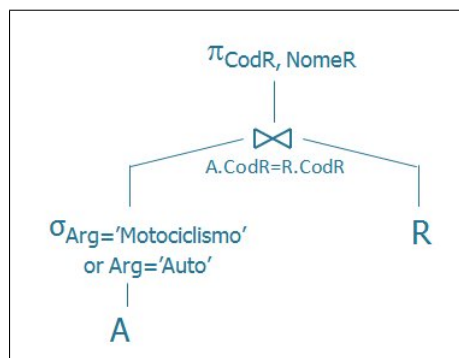 πCodR, NomeR
⋈
A.CodR=R.CodR
σArg=’Motociclismo’
or Arg=’Auto’
R
A